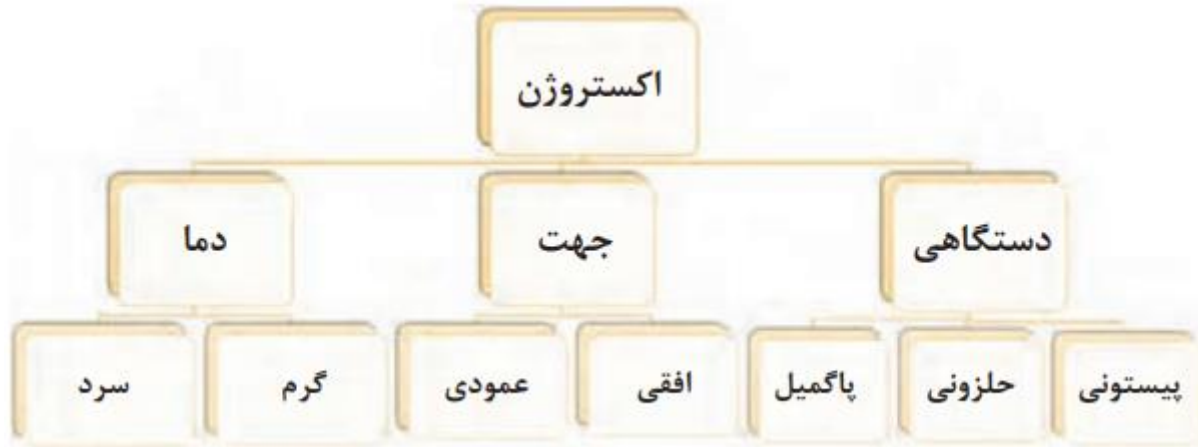 اکستروژن
دستگاهی
جهت
دما
پیستونی
حلزونی
پاگمیل
افقی
عمودی
گرم
سرد